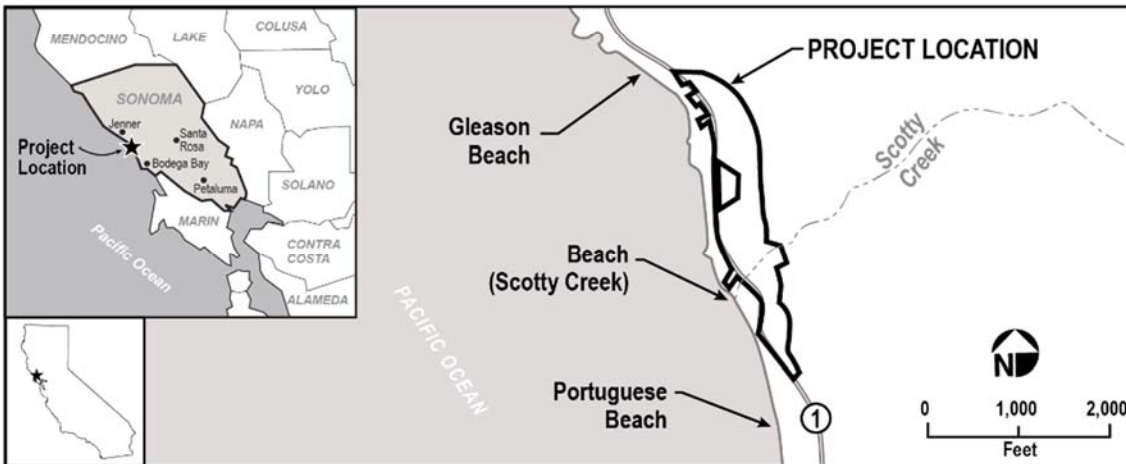 MENDOCINO
LAKE
COLUSA
SONOMA
YOLO
Jenner
Santa
Rosa
NAPA
Project
Location
Bodega Bay
Petaluma
SOLANO
MARIN
Pacific Ocean
CONTRA
COSTA
ALAMEDA
PROJECT LOCATION
Gleason
Beach
Scotty
Creek
Beach
(Scotty Creek)
PACIFIC OCEAN
Portuguese
Beach
1
N
0 1,000 2,000
Feet